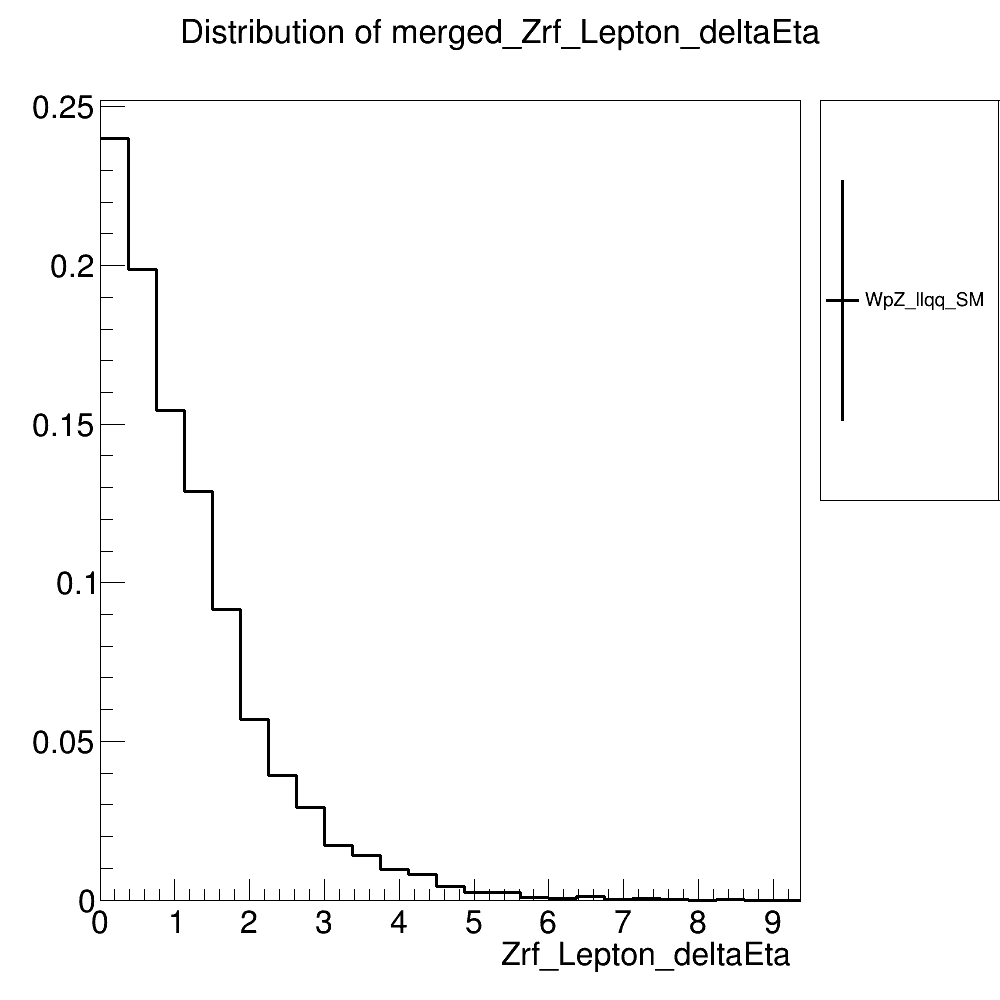 Distribution of merged_Zrf_Lepton_deltaEta
0.25
0.2
0.15
0.1
0.05
0
0 1 2 3 4 5 6 7 8 9
Zrf_Lepton_deltaEta
WpZ_llqq_SM